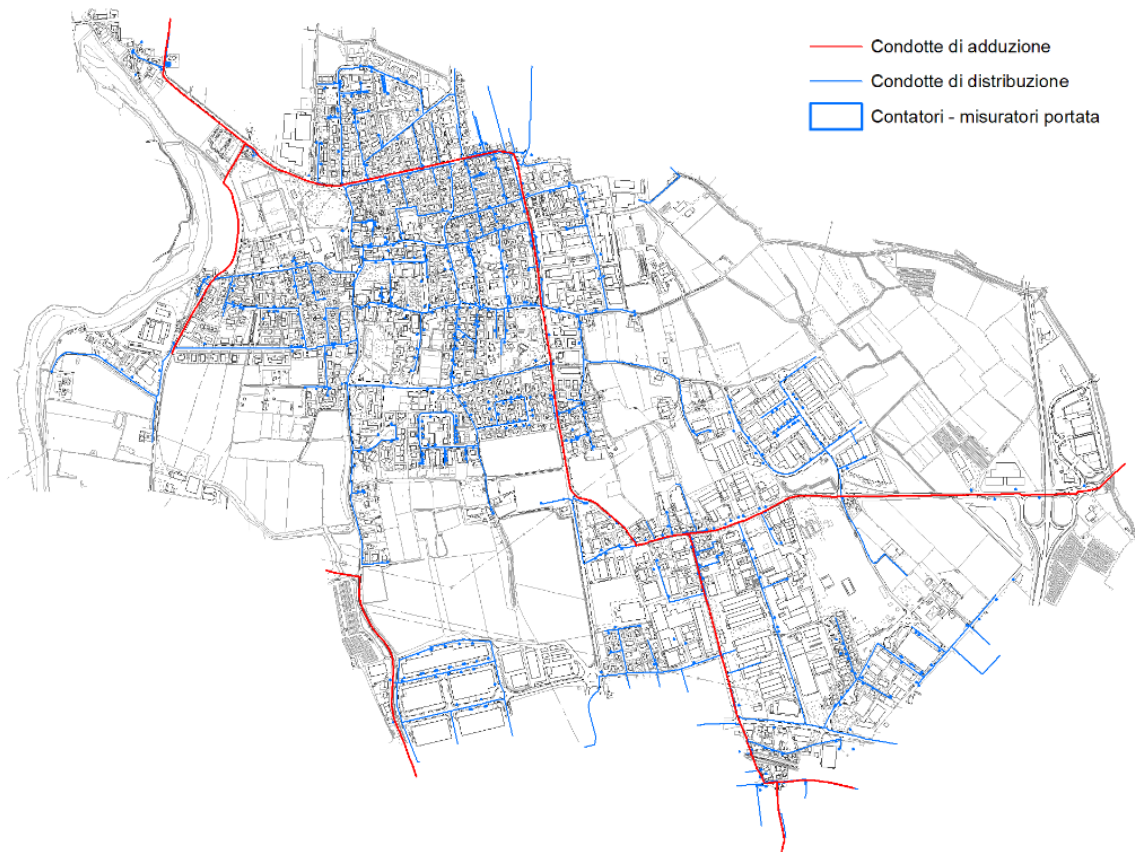 Condotte di adduzione
Condotte di distribuzione
Contatori - misuratori portata